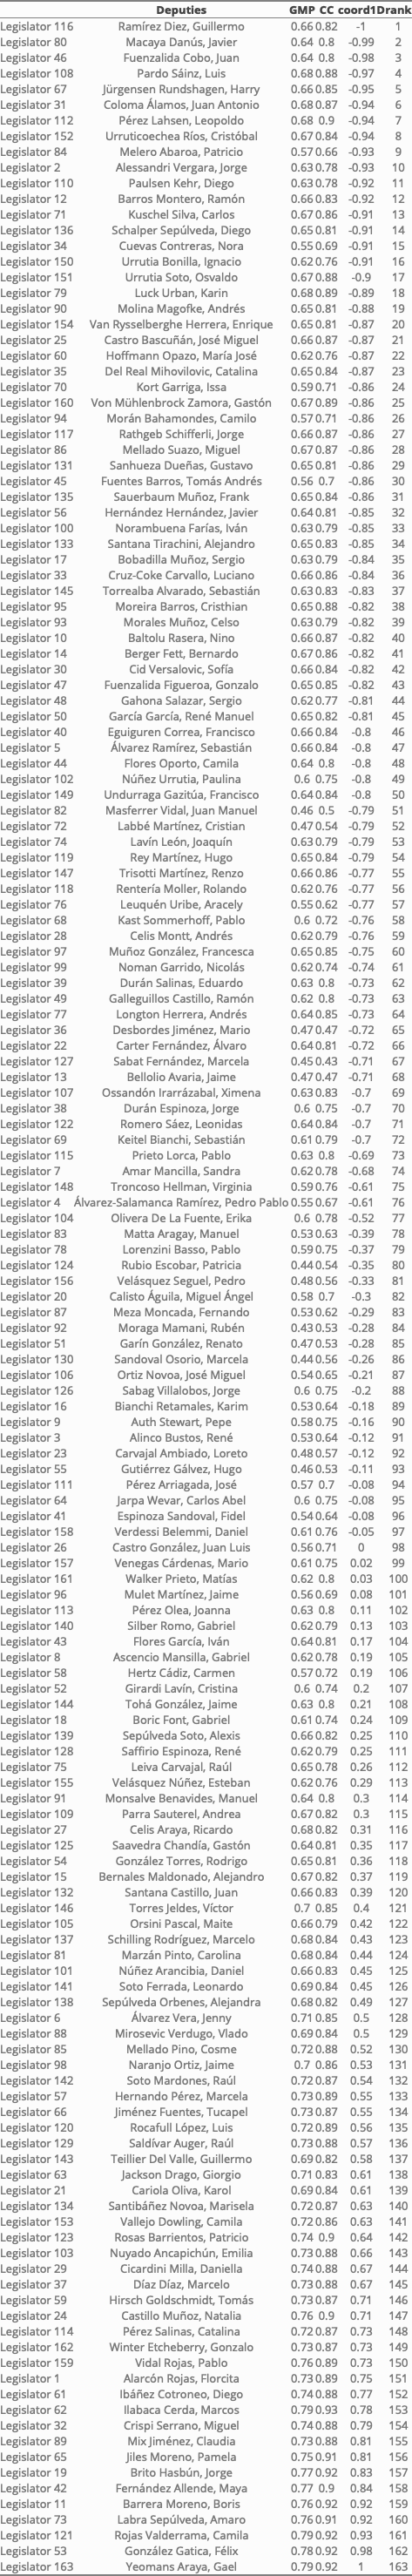 Deputies GMP CC coord1D rank
Legislator 116 Ramírez Diez, Guillermo 0.66 0.82 -1 1
Legislator 80 Macaya Danús, Javier 0.64 0.8 -0.99 2
Legislator 46 Fuenzalida Cobo, Juan 0.64 0.8 -0.98 3
Legislator 108 Pardo Sáinz, Luis 0.68 0.88 -0.97 4
Legislator 67 Jürgensen Rundshagen, Harry 0.66 0.85 -0.95 5
Legislator 31 Coloma Álamos, Juan Antonio 0.68 0.87 -0.94 6
Legislator 112 Pérez Lahsen, Leopoldo 0.68 0.9 -0.94 7
Legislator 152 Urruticoechea Ríos, Cristóbal 0.67 0.84 -0.94 8
Legislator 84 Melero Abaroa, Patricio 0.57 0.66 -0.93 9
Legislator 2 Alessandri Vergara, Jorge 0.63 0.78 -0.93 10
Legislator 110 Paulsen Kehr, Diego 0.63 0.78 -0.92 11
Legislator 12 Barros Montero, Ramón 0.66 0.83 -0.92 12
Legislator 71 Kuschel Silva, Carlos 0.67 0.86 -0.91 13
Legislator 136 Schalper Sepúlveda, Diego 0.65 0.81 -0.91 14
Legislator 34 Cuevas Contreras, Nora 0.55 0.69 -0.91 15
Legislator 150 Urrutia Bonilla, Ignacio 0.62 0.76 -0.91 16
Legislator 151 Urrutia Soto, Osvaldo 0.67 0.88 -0.9 17
Legislator 79 Luck Urban, Karin 0.68 0.89 -0.89 18
Legislator 90 Molina Magofke, Andrés 0.65 0.81 -0.88 19
Legislator 154 Van Rysselberghe Herrera, Enrique 0.65 0.81 -0.87 20
Legislator 25 Castro Bascuñán, José Miguel 0.66 0.87 -0.87 21
Legislator 60 Hoffmann Opazo, María José 0.62 0.76 -0.87 22
Legislator 35 Del Real Mihovilovic, Catalina 0.65 0.84 -0.87 23
Legislator 70 Kort Garriga, Issa 0.59 0.71 -0.86 24
Legislator 160 Von Mühlenbrock Zamora, Gastón 0.67 0.89 -0.86 25
Legislator 94 Morán Bahamondes, Camilo 0.57 0.71 -0.86 26
Legislator 117 Rathgeb Schifferli, Jorge 0.66 0.87 -0.86 27
Legislator 86 Mellado Suazo, Miguel 0.67 0.87 -0.86 28
Legislator 131 Sanhueza Dueñas, Gustavo 0.65 0.81 -0.86 29
Legislator 45 Fuentes Barros, Tomás Andrés 0.56 0.7 -0.86 30
Legislator 135 Sauerbaum Muñoz, Frank 0.65 0.84 -0.86 31
Legislator 56 Hernández Hernández, Javier 0.64 0.81 -0.85 32
Legislator 100 Norambuena Farías, Iván 0.63 0.79 -0.85 33
Legislator 133 Santana Tirachini, Alejandro 0.65 0.83 -0.85 34
Legislator 17 Bobadilla Muñoz, Sergio 0.63 0.79 -0.84 35
Legislator 33 Cruz-Coke Carvallo, Luciano 0.66 0.86 -0.84 36
Legislator 145 Torrealba Alvarado, Sebastián 0.63 0.83 -0.83 37
Legislator 95 Moreira Barros, Cristhian 0.65 0.88 -0.82 38
Legislator 93 Morales Muñoz, Celso 0.63 0.79 -0.82 39
Legislator 10 Baltolu Rasera, Nino 0.66 0.87 -0.82 40
Legislator 14 Berger Fett, Bernardo 0.67 0.86 -0.82 41
Legislator 30 Cid Versalovic, Sofía 0.66 0.84 -0.82 42
Legislator 47 Fuenzalida Figueroa, Gonzalo 0.65 0.85 -0.82 43
Legislator 48 Gahona Salazar, Sergio 0.62 0.77 -0.81 44
Legislator 50 García García, René Manuel 0.65 0.82 -0.81 45
Legislator 40 Eguiguren Correa, Francisco 0.66 0.84 -0.8 46
Legislator 5 Álvarez Ramírez, Sebastián 0.66 0.84 -0.8 47
Legislator 44 Flores Oporto, Camila 0.64 0.8 -0.8 48
Legislator 102 Núñez Urrutia, Paulina 0.6 0.75 -0.8 49
Legislator 149 Undurraga Gazitúa, Francisco 0.64 0.84 -0.8 50
Legislator 82 Masferrer Vidal, Juan Manuel 0.46 0.5 -0.79 51
Legislator 72 Labbé Martínez, Cristian 0.47 0.54 -0.79 52
Legislator 74 Lavín León, Joaquín 0.63 0.79 -0.79 53
Legislator 119 Rey Martínez, Hugo 0.65 0.84 -0.79 54
Legislator 147 Trisotti Martínez, Renzo 0.66 0.86 -0.77 55
Legislator 118 Rentería Moller, Rolando 0.62 0.76 -0.77 56
Legislator 76 Leuquén Uribe, Aracely 0.55 0.62 -0.77 57
Legislator 68 Kast Sommerhoff, Pablo 0.6 0.72 -0.76 58
Legislator 28 Celis Montt, Andrés 0.62 0.79 -0.76 59
Legislator 97 Muñoz González, Francesca 0.65 0.85 -0.75 60
Legislator 99 Noman Garrido, Nicolás 0.62 0.74 -0.74 61
Legislator 39 Durán Salinas, Eduardo 0.63 0.8 -0.73 62
Legislator 49 Galleguillos Castillo, Ramón 0.62 0.8 -0.73 63
Legislator 77 Longton Herrera, Andrés 0.64 0.85 -0.73 64
Legislator 36 Desbordes Jiménez, Mario 0.47 0.47 -0.72 65
Legislator 22 Carter Fernández, Álvaro 0.64 0.81 -0.72 66
Legislator 127 Sabat Fernández, Marcela 0.45 0.43 -0.71 67
Legislator 13 Bellolio Avaria, Jaime 0.47 0.47 -0.71 68
Legislator 107 Ossandón Irarrázabal, Ximena 0.63 0.83 -0.7 69
Legislator 38 Durán Espinoza, Jorge 0.6 0.75 -0.7 70
Legislator 122 Romero Sáez, Leonidas 0.64 0.84 -0.7 71
Legislator 69 Keitel Bianchi, Sebastián 0.61 0.79 -0.7 72
Legislator 115 Prieto Lorca, Pablo 0.63 0.8 -0.69 73
Legislator 7 Amar Mancilla, Sandra 0.62 0.78 -0.68 74
Legislator 148 Troncoso Hellman, Virginia 0.59 0.76 -0.61 75
Legislator 4 Álvarez-Salamanca Ramírez, Pedro Pablo 0.55 0.67 -0.61 76
Legislator 104 Olivera De La Fuente, Erika 0.6 0.78 -0.52 77
Legislator 83 Matta Aragay, Manuel 0.53 0.63 -0.39 78
Legislator 78 Lorenzini Basso, Pablo 0.59 0.75 -0.37 79
Legislator 124 Rubio Escobar, Patricia 0.44 0.54 -0.35 80
Legislator 156 Velásquez Seguel, Pedro 0.48 0.56 -0.33 81
Legislator 20 Calisto Águila, Miguel Ángel 0.58 0.7 -0.3 82
Legislator 87 Meza Moncada, Fernando 0.53 0.62 -0.29 83
Legislator 92 Moraga Mamani, Rubén 0.43 0.53 -0.28 84
Legislator 51 Garín González, Renato 0.47 0.53 -0.28 85
Legislator 130 Sandoval Osorio, Marcela 0.44 0.56 -0.26 86
Legislator 106 Ortiz Novoa, José Miguel 0.54 0.65 -0.21 87
Legislator 126 Sabag Villalobos, Jorge 0.6 0.75 -0.2 88
Legislator 16 Bianchi Retamales, Karim 0.53 0.64 -0.18 89
Legislator 9 Auth Stewart, Pepe 0.58 0.75 -0.16 90
Legislator 3 Alinco Bustos, René 0.53 0.64 -0.12 91
Legislator 23 Carvajal Ambiado, Loreto 0.48 0.57 -0.12 92
Legislator 55 Gutiérrez Gálvez, Hugo 0.46 0.53 -0.11 93
Legislator 111 Pérez Arriagada, José 0.57 0.7 -0.08 94
Legislator 64 Jarpa Wevar, Carlos Abel 0.6 0.75 -0.08 95
Legislator 41 Espinoza Sandoval, Fidel 0.54 0.64 -0.08 96
Legislator 158 Verdessi Belemmi, Daniel 0.61 0.76 -0.05 97
Legislator 26 Castro González, Juan Luis 0.56 0.71 0 98
Legislator 157 Venegas Cárdenas, Mario 0.61 0.75 0.02 99
Legislator 161 Walker Prieto, Matías 0.62 0.8 0.03 100
Legislator 96 Mulet Martínez, Jaime 0.56 0.69 0.08 101
Legislator 113 Pérez Olea, Joanna 0.63 0.8 0.11 102
Legislator 140 Silber Romo, Gabriel 0.62 0.79 0.13 103
Legislator 43 Flores García, Iván 0.64 0.81 0.17 104
Legislator 8 Ascencio Mansilla, Gabriel 0.62 0.78 0.19 105
Legislator 58 Hertz Cádiz, Carmen 0.57 0.72 0.19 106
Legislator 52 Girardi Lavín, Cristina 0.6 0.74 0.2 107
Legislator 144 Tohá González, Jaime 0.63 0.8 0.21 108
Legislator 18 Boric Font, Gabriel 0.61 0.74 0.24 109
Legislator 139 Sepúlveda Soto, Alexis 0.66 0.82 0.25 110
Legislator 128 Saffirio Espinoza, René 0.62 0.79 0.25 111
Legislator 75 Leiva Carvajal, Raúl 0.65 0.78 0.26 112
Legislator 155 Velásquez Núñez, Esteban 0.62 0.76 0.29 113
Legislator 91 Monsalve Benavides, Manuel 0.64 0.8 0.3 114
Legislator 109 Parra Sauterel, Andrea 0.67 0.82 0.3 115
Legislator 27 Celis Araya, Ricardo 0.68 0.82 0.31 116
Legislator 125 Saavedra Chandía, Gastón 0.64 0.81 0.35 117
Legislator 54 González Torres, Rodrigo 0.65 0.81 0.36 118
Legislator 15 Bernales Maldonado, Alejandro 0.67 0.82 0.37 119
Legislator 132 Santana Castillo, Juan 0.66 0.83 0.39 120
Legislator 146 Torres Jeldes, Víctor 0.7 0.85 0.4 121
Legislator 105 Orsini Pascal, Maite 0.66 0.79 0.42 122
Legislator 137 Schilling Rodríguez, Marcelo 0.68 0.84 0.43 123
Legislator 81 Marzán Pinto, Carolina 0.68 0.84 0.44 124
Legislator 101 Núñez Arancibia, Daniel 0.66 0.83 0.45 125
Legislator 141 Soto Ferrada, Leonardo 0.69 0.84 0.45 126
Legislator 138 Sepúlveda Orbenes, Alejandra 0.68 0.82 0.49 127
Legislator 6 Álvarez Vera, Jenny 0.71 0.85 0.5 128
Legislator 88 Mirosevic Verdugo, Vlado 0.69 0.84 0.5 129
Legislator 85 Mellado Pino, Cosme 0.72 0.88 0.52 130
Legislator 98 Naranjo Ortiz, Jaime 0.7 0.86 0.53 131
Legislator 142 Soto Mardones, Raúl 0.72 0.87 0.54 132
Legislator 57 Hernando Pérez, Marcela 0.73 0.89 0.55 133
Legislator 66 Jiménez Fuentes, Tucapel 0.73 0.87 0.55 134
Legislator 120 Rocafull López, Luis 0.72 0.89 0.56 135
Legislator 129 Saldívar Auger, Raúl 0.73 0.88 0.57 136
Legislator 143 Teillier Del Valle, Guillermo 0.69 0.82 0.58 137
Legislator 63 Jackson Drago, Giorgio 0.71 0.83 0.61 138
Legislator 21 Cariola Oliva, Karol 0.69 0.84 0.61 139
Legislator 134 Santibáñez Novoa, Marisela 0.72 0.87 0.63 140
Legislator 153 Vallejo Dowling, Camila 0.72 0.86 0.63 141
Legislator 123 Rosas Barrientos, Patricio 0.74 0.9 0.64 142
Legislator 103 Nuyado Ancapichún, Emilia 0.73 0.88 0.66 143
Legislator 29 Cicardini Milla, Daniella 0.74 0.88 0.67 144
Legislator 37 Díaz Díaz, Marcelo 0.73 0.88 0.67 145
Legislator 59 Hirsch Goldschmidt, Tomás 0.73 0.87 0.71 146
Legislator 24 Castillo Muñoz, Natalia 0.76 0.9 0.71 147
Legislator 114 Pérez Salinas, Catalina 0.72 0.87 0.73 148
Legislator 162 Winter Etcheberry, Gonzalo 0.73 0.87 0.73 149
Legislator 159 Vidal Rojas, Pablo 0.76 0.89 0.73 150
Legislator 1 Alarcón Rojas, Florcita 0.73 0.89 0.75 151
Legislator 61 Ibáñez Cotroneo, Diego 0.74 0.88 0.77 152
Legislator 62 Ilabaca Cerda, Marcos 0.79 0.93 0.78 153
Legislator 32 Crispi Serrano, Miguel 0.74 0.88 0.79 154
Legislator 89 Mix Jiménez, Claudia 0.73 0.88 0.81 155
Legislator 65 Jiles Moreno, Pamela 0.75 0.91 0.81 156
Legislator 19 Brito Hasbún, Jorge 0.77 0.92 0.83 157
Legislator 42 Fernández Allende, Maya 0.77 0.9 0.84 158
Legislator 11 Barrera Moreno, Boris 0.76 0.92 0.92 159
Legislator 73 Labra Sepúlveda, Amaro 0.76 0.91 0.92 160
Legislator 121 Rojas Valderrama, Camila 0.79 0.92 0.93 161
Legislator 53 González Gatica, Félix 0.78 0.92 0.98 162
Legislator 163 Yeomans Araya, Gael 0.79 0.92 1 163